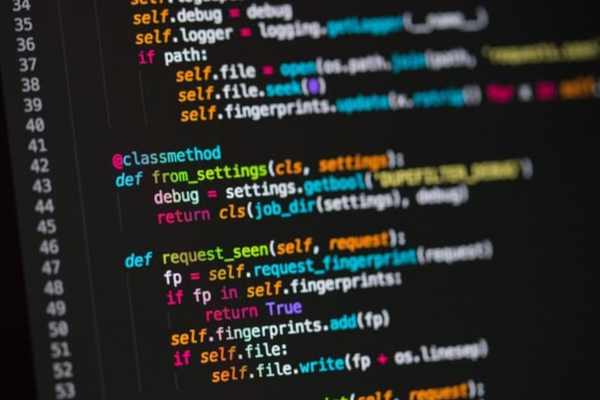 34
35 self.debug = debug
36 self.logger = logging.getLogger(__name__)
37 if path:
38 self.file = open(os.path.join(path, 'requests.seen'
39 self.file.seek(0)
40 self.fingerprints.update(x.rstrip() for x in self
41
42 @classmethod
43 def from_settings(cls, settings):
44 debug = settings.getbool('DUPEFILTER_DEBUG')
45 return cls(job_dir(settings), debug)
46
47 def request_seen(self, request):
48 fp = self.request_fingerprint(request)
49 if fp in self.fingerprints:
50 return True
51 self.fingerprints.add(fp)
52 if self.file:
53 self.file.write(fp + os.linesep)
(self, request):